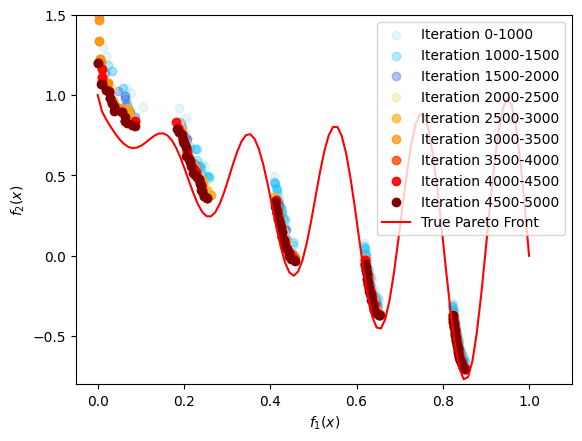 1.5
1.0
0.5
0.0
−0.5
f₂(x)
0.0
0.2
0.4
0.6
0.8
1.0
f₁(x)
Iteration 0-1000
Iteration 1000-1500
Iteration 1500-2000
Iteration 2000-2500
Iteration 2500-3000
Iteration 3000-3500
Iteration 3500-4000
Iteration 4000-4500
Iteration 4500-5000
True Pareto Front